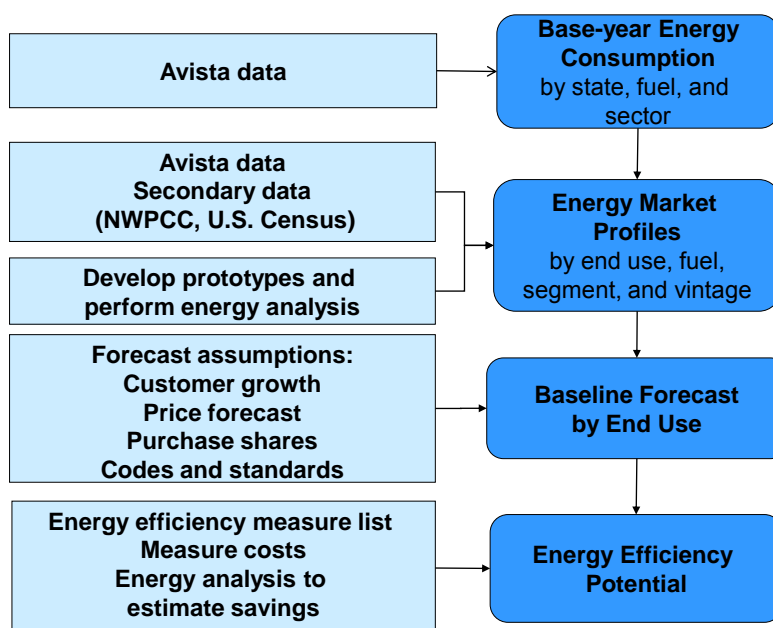 Avista data
Base-year Energy
Consumption
by state, fuel, and
sector
Avista data
Secondary data
(NWPCC, U.S. Census)
Develop prototypes and
perform energy analysis
Energy Market
Profiles
by end use, fuel,
segment, and vintage
Forecast assumptions:
Customer growth
Price forecast
Purchase shares
Codes and standards
Baseline Forecast
by End Use
Energy efficiency measure list
Measure costs
Energy analysis to
estimate savings
Energy Efficiency
Potential